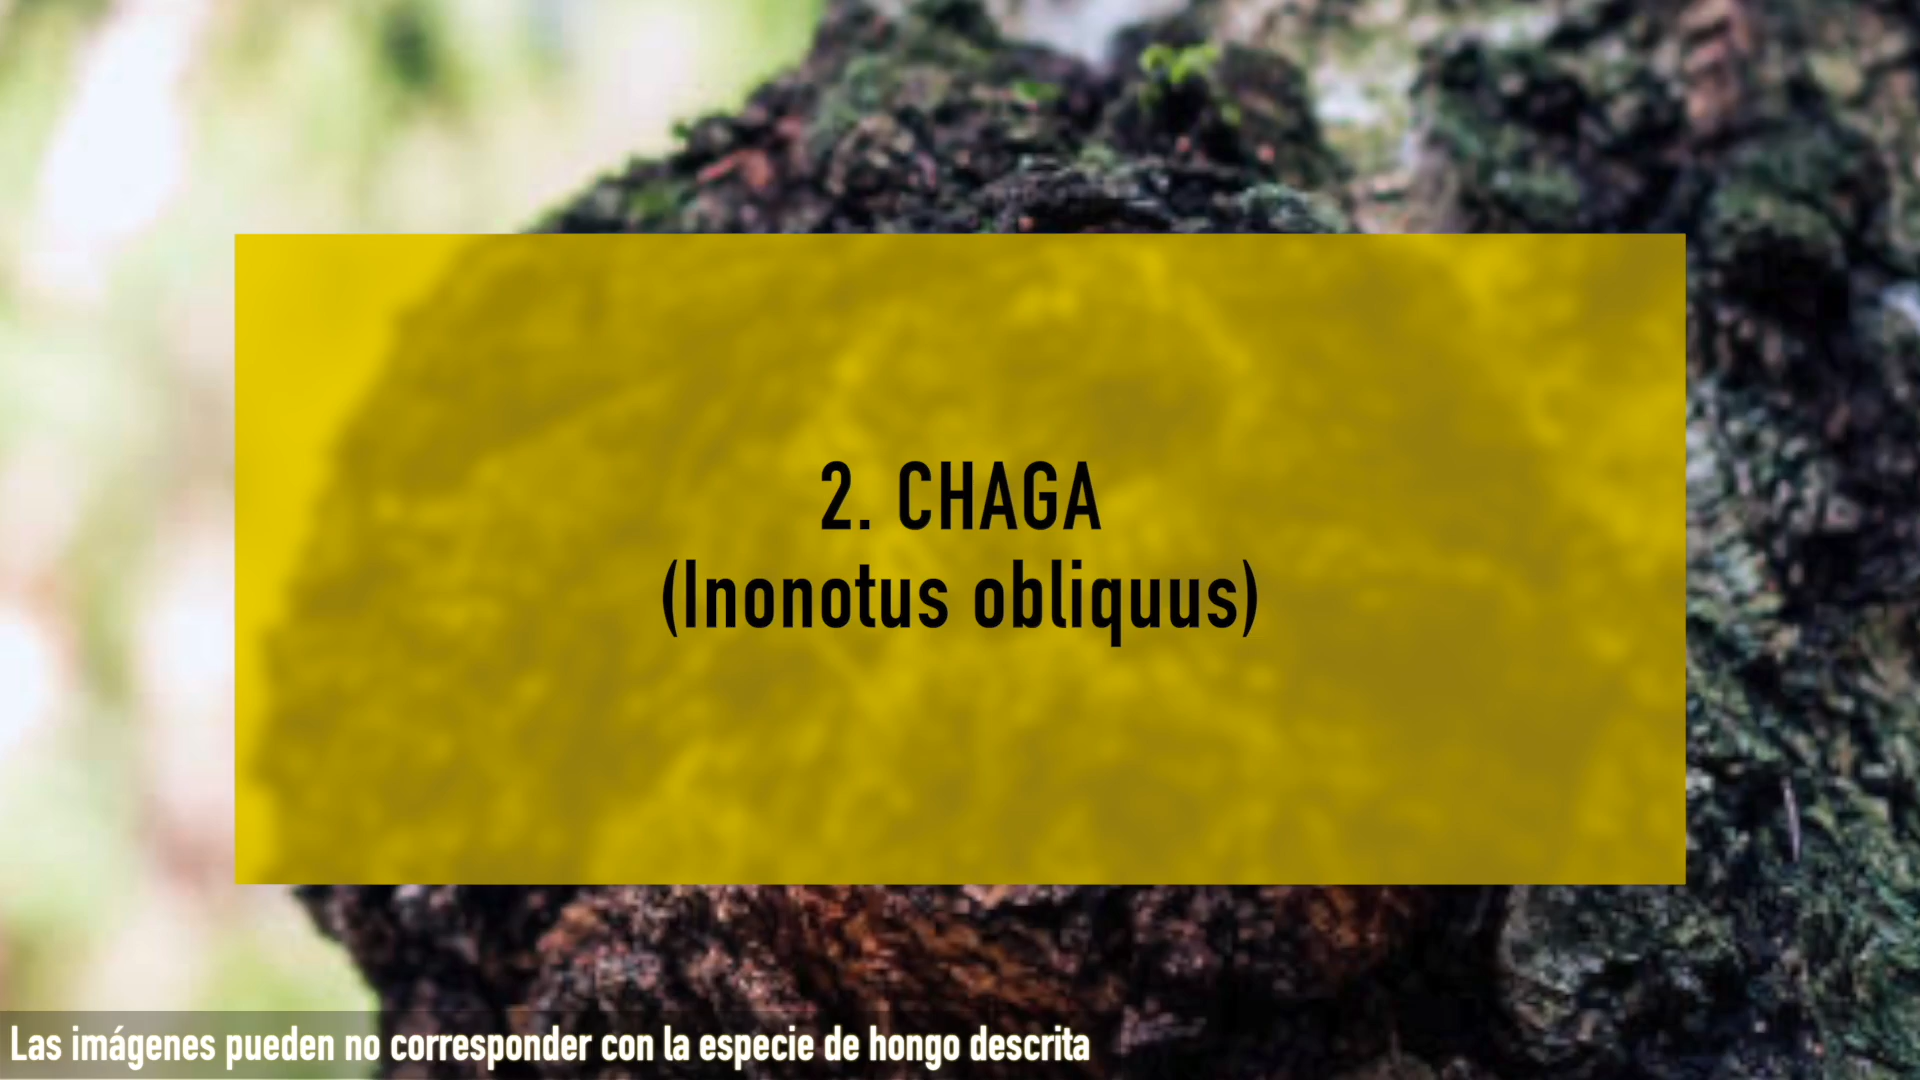 2. CHAGA
(Inonotus obliquus)
Las imágenes pueden no corresponder con la especie de hongo descrita